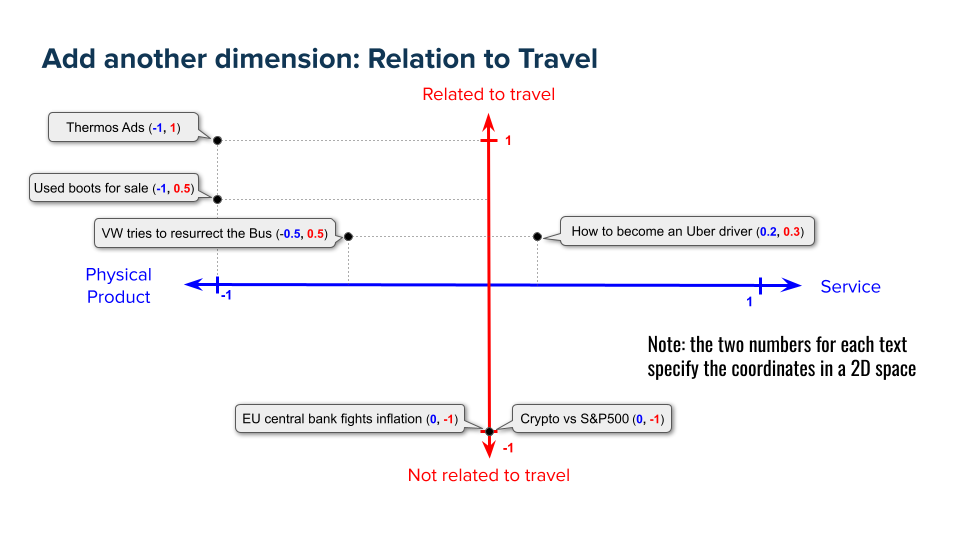 Add another dimension: Relation to Travel
Related to travel
Thermos Ads (-1, 1)
1
Used boots for sale (-1, 0.5)
VW tries to resurrect the Bus (-0.5, 0.5)
How to become an Uber driver (0.2, 0.3)
Physical
Product
-1
1
Service
Note: the two numbers for each text
specify the coordinates in a 2D space
EU central bank fights inflation (0, -1)
Crypto vs S&P500 (0, -1)
-1
Not related to travel